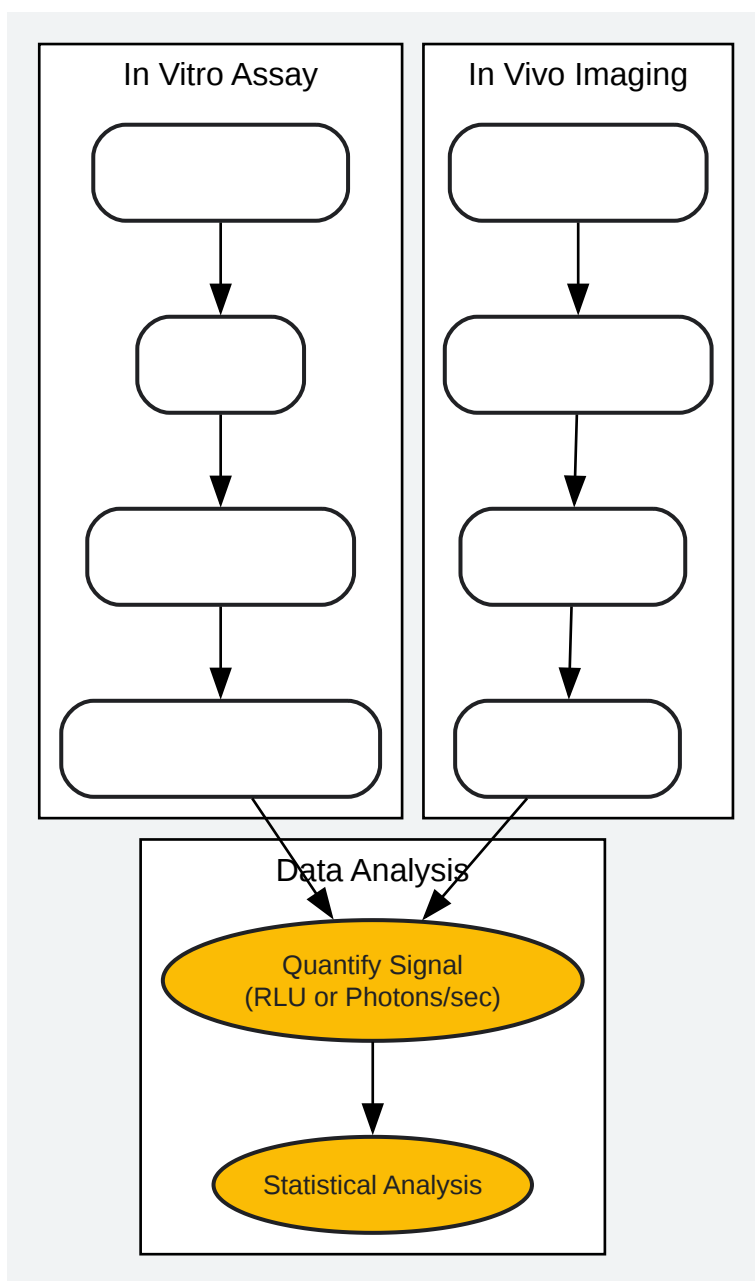 In Vitro Assay
In Vivo Imaging
Data Analysis
Quantify Signal
(RLU or Photons/sec)
Statistical Analysis